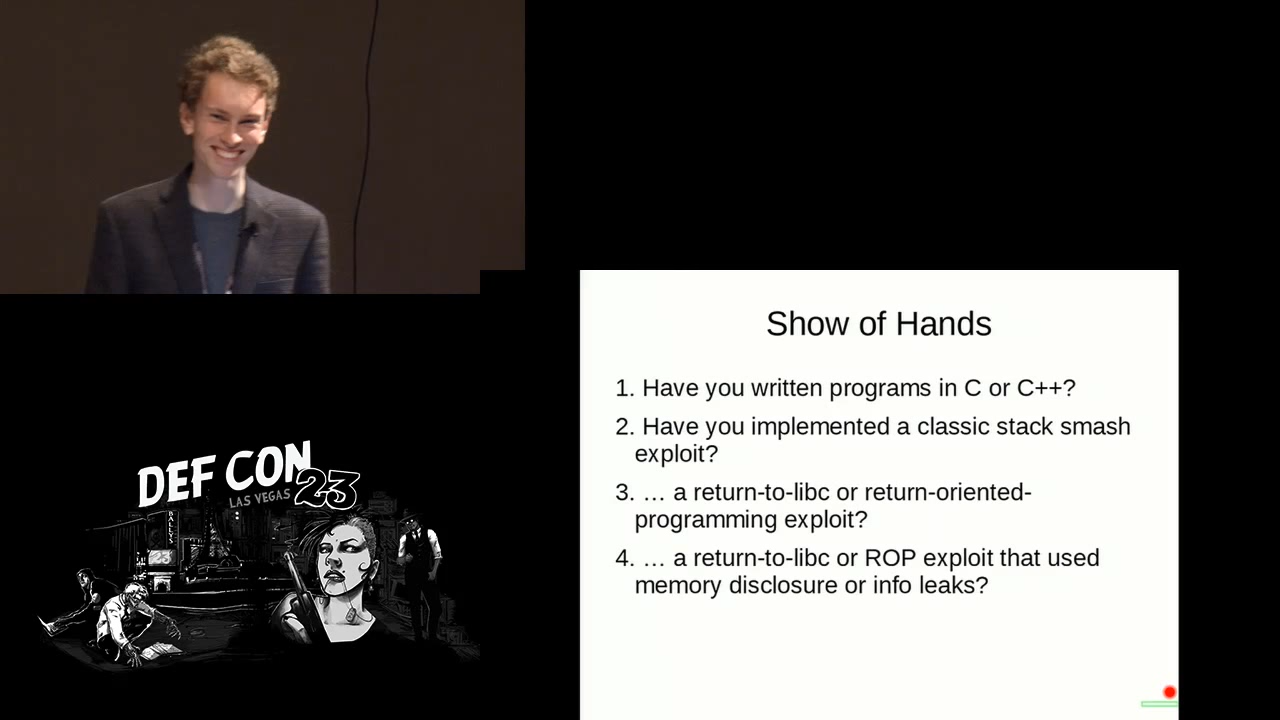 Show of Hands
1. Have you written programs in C or C++?
2. Have you implemented a classic stack smash
exploit?
3. … a return-to-libc or return-oriented-
programming exploit?
4. … a return-to-libc or ROP exploit that used
memory disclosure or info leaks?
DEF CON
LAS VEGAS 23
BALLYS